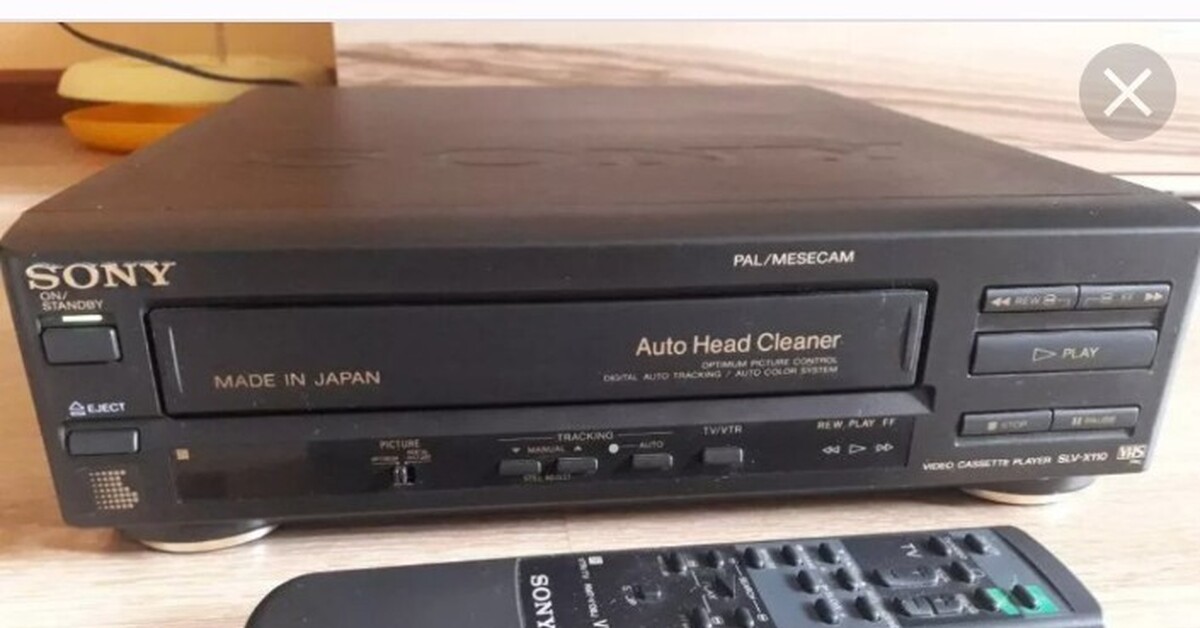 SONY
PAL/MESECAM
ON/
STANDBY
REW
FF
Auto Head Cleaner
OPTIMUM PICTURE CONTROL
DIGITAL AUTO TRACKING / AUTO COLOR SYSTEM
MADE IN JAPAN
PLAY
EJECT
STOP
PAUSE
PICTURE
TRACKING
MANUAL
AUTO
TV/VTR
REW PLAY FF
VIDEO CASSETTE PLAYER SLV-X110 VHS
SONY
TV